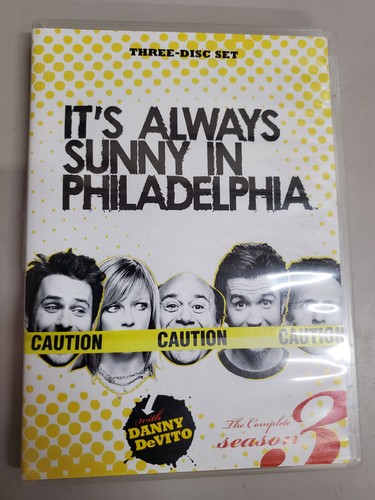 THREE-DISC SET
IT'S ALWAYS
SUNNY IN
PHILADELPHIA
CAUTION CAUTION CAUTION
with
DANNY
DeVITO
The Complete
season 3